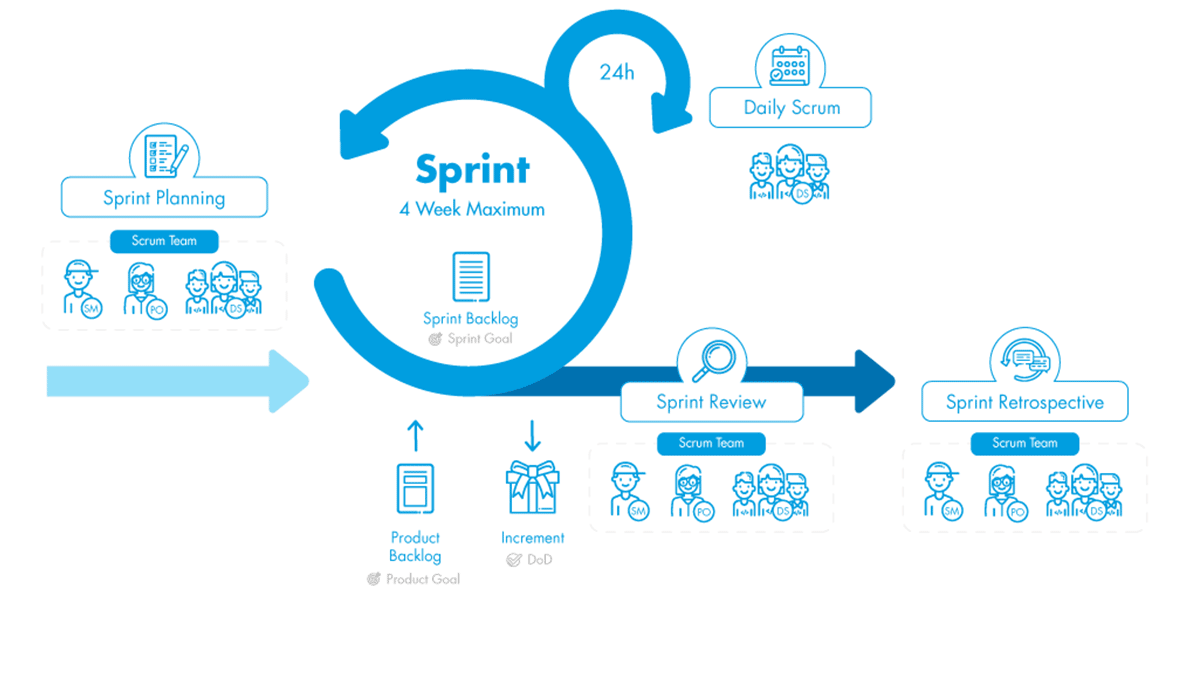 24h
Daily Scrum
DS
Sprint
4 Week Maximum
Sprint Planning
Scrum Team
SM
PO
DS
Sprint Backlog
Sprint Goal
Sprint Review
Scrum Team
SM
PO
DS
Sprint Retrospective
Scrum Team
SM
PO
DS
Product
Backlog
Product Goal
Increment
DoD